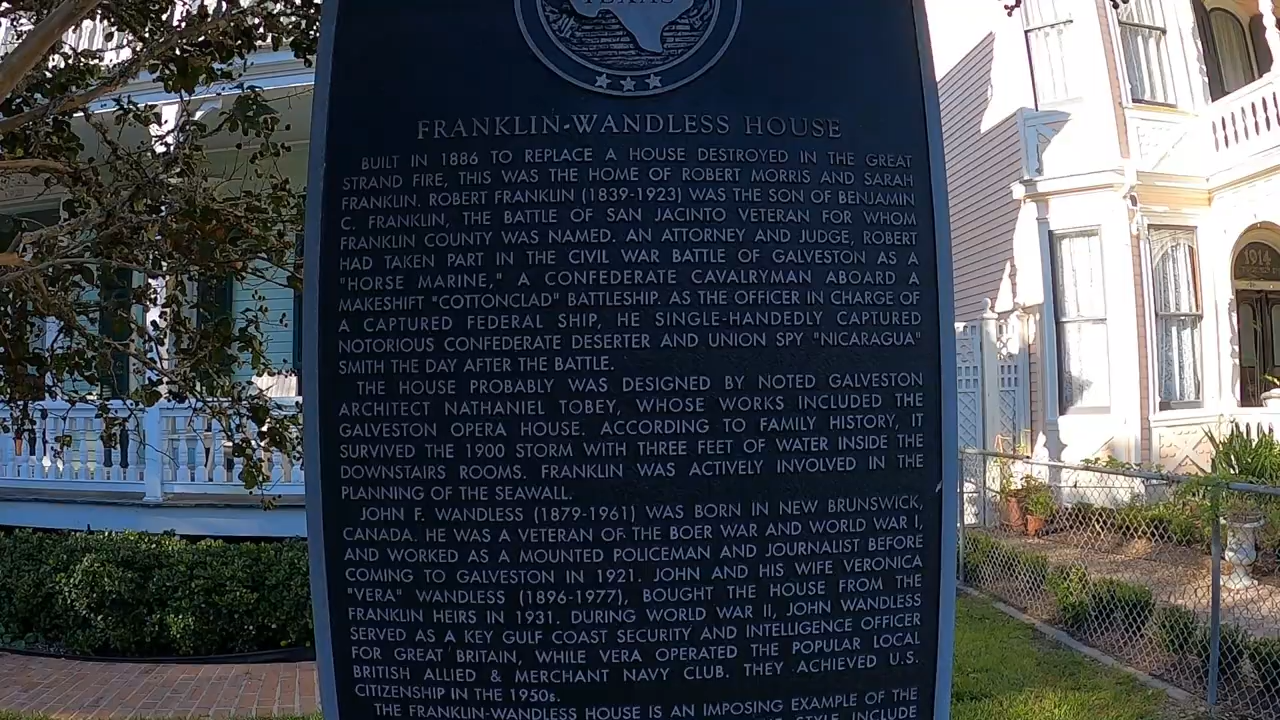 TEXAS
FRANKLIN-WANDLESS HOUSE
BUILT IN 1886 TO REPLACE A HOUSE DESTROYED IN THE GREAT
STRAND FIRE, THIS WAS THE HOME OF ROBERT MORRIS AND SARAH
FRANKLIN. ROBERT FRANKLIN (1839-1923) WAS THE SON OF BENJAMIN
C. FRANKLIN. THE BATTLE OF SAN JACINTO VETERAN FOR WHOM
FRANKLIN COUNTY WAS NAMED. AN ATTORNEY AND JUDGE, ROBERT
HAD TAKEN PART IN THE CIVIL WAR BATTLE OF GALVESTON AS A
"HORSE MARINE," A CONFEDERATE CAVALRYMAN ABOARD A
MAKESHIFT "COTTONCLAD" BATTLESHIP. AS THE OFFICER IN CHARGE OF
A CAPTURED FEDERAL SHIP, HE SINGLE-HANDEDLY CAPTURED
NOTORIOUS CONFEDERATE DESERTER AND UNION SPY "NICARAGUA"
SMITH THE DAY AFTER THE BATTLE.
THE HOUSE PROBABLY WAS DESIGNED BY NOTED GALVESTON
ARCHITECT NATHANIEL TOBEY, WHOSE WORKS INCLUDED THE
GALVESTON OPERA HOUSE. ACCORDING TO FAMILY HISTORY, IT
SURVIVED THE 1900 STORM WITH THREE FEET OF WATER INSIDE THE
DOWNSTAIRS ROOMS. FRANKLIN WAS ACTIVELY INVOLVED IN THE
PLANNING OF THE SEAWALL.
JOHN F. WANDLESS (1879-1961) WAS BORN IN NEW BRUNSWICK,
CANADA. HE WAS A VETERAN OF THE BOER WAR AND WORLD WAR I,
AND WORKED AS A MOUNTED POLICEMAN AND JOURNALIST BEFORE
COMING TO GALVESTON IN 1921. JOHN AND HIS WIFE VERONICA
"VERA" WANDLESS (1896-1977), BOUGHT THE HOUSE FROM THE
FRANKLIN HEIRS IN 1931. DURING WORLD WAR II, JOHN WANDLESS
SERVED AS A KEY GULF COAST SECURITY AND INTELLIGENCE OFFICER
FOR GREAT BRITAIN, WHILE VERA OPERATED THE POPULAR LOCAL
BRITISH ALLIED & MERCHANT NAVY CLUB. THEY ACHIEVED U.S.
CITIZENSHIP IN THE 1950s.
THE FRANKLIN-WANDLESS HOUSE IS AN IMPOSING EXAMPLE OF THE
STYLE INCLUDE
1914